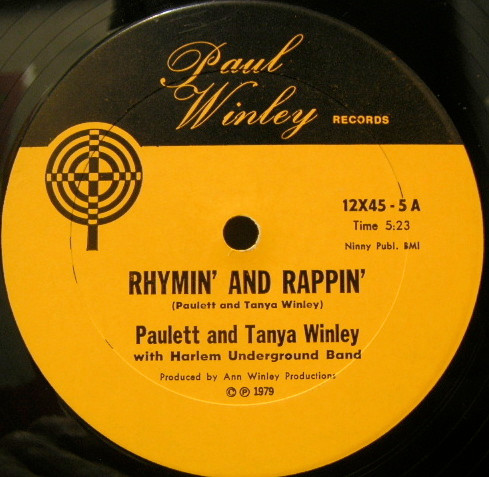 Paul
Winley RECORDS
12X45 - 5 A
Time 5:23
Ninny Publ. BMI
RHYMIN' AND RAPPIN'
(Paulett and Tanya Winley)
Paulett and Tanya Winley
with Harlem Underground Band
Produced by Ann Winley Productions
© ℗ 1979